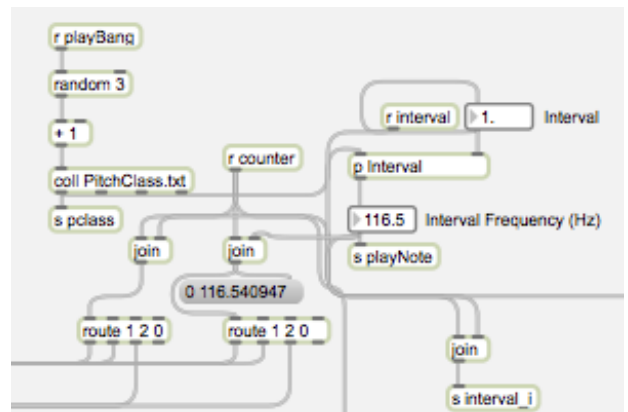 r playBang
random 3
+ 1
coll PitchClass.txt
s pclass
r counter
join
join
0 116.540947
route 1 2 0
route 1 2 0
r interval
1.
Interval
p Interval
116.5
Interval Frequency (Hz)
s playNote
join
s interval_i